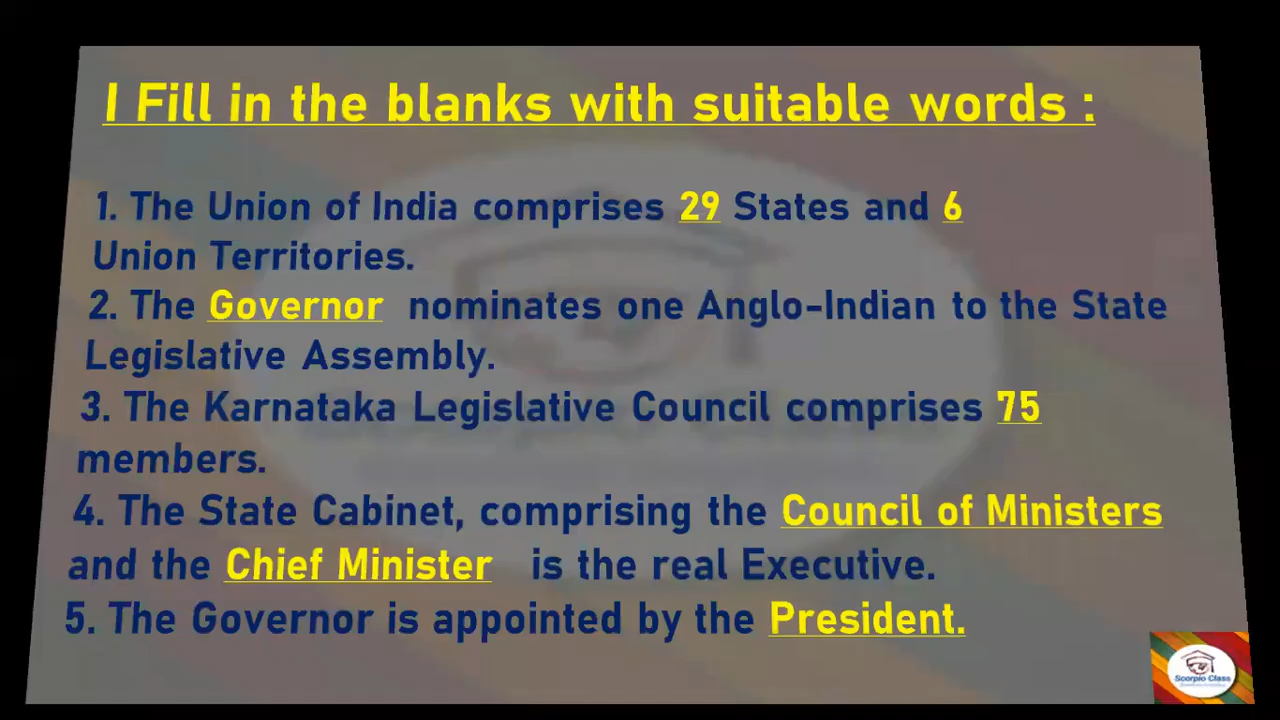 I Fill in the blanks with suitable words :
1. The Union of India comprises 29 States and 6
Union Territories.
2. The Governor nominates one Anglo-Indian to the State
Legislative Assembly.
3. The Karnataka Legislative Council comprises 75
members.
4. The State Cabinet, comprising the Council of Ministers
and the Chief Minister is the real Executive.
5. The Governor is appointed by the President.
Scorpio Class